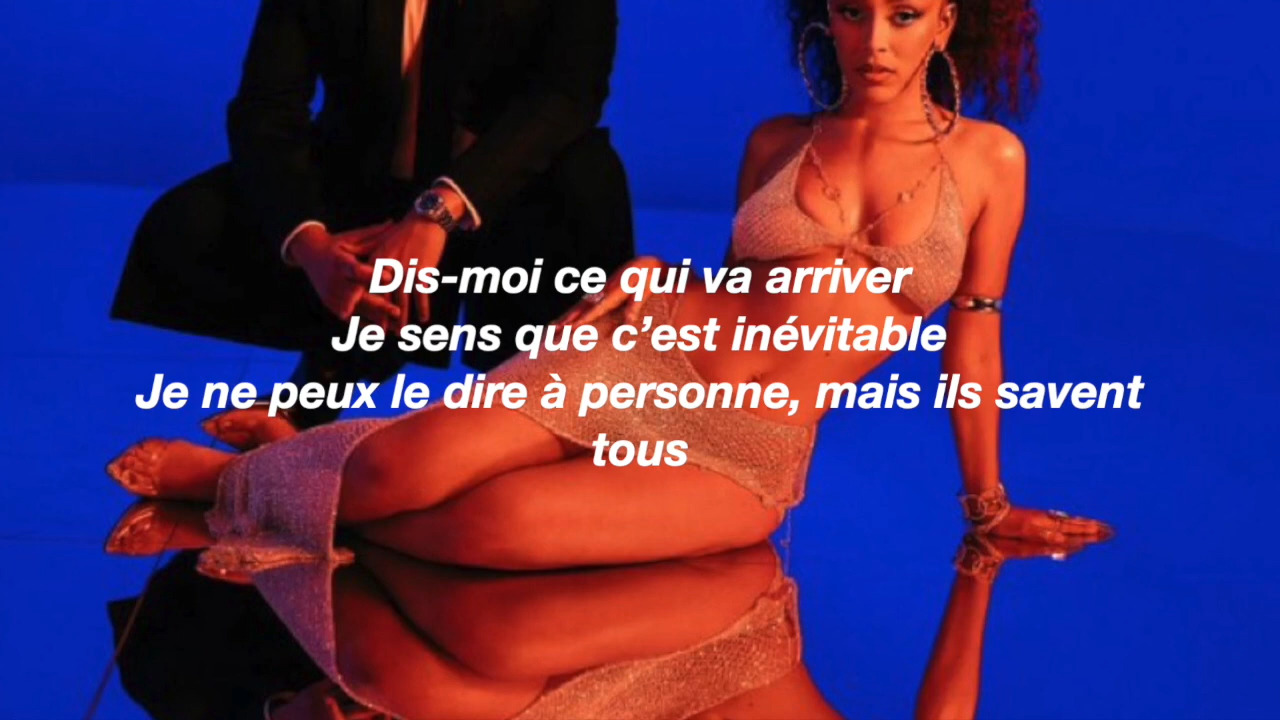 Dis-moi ce qui va arriver
Je sens que c’est inévitable
Je ne peux le dire à personne, mais ils savent
tous